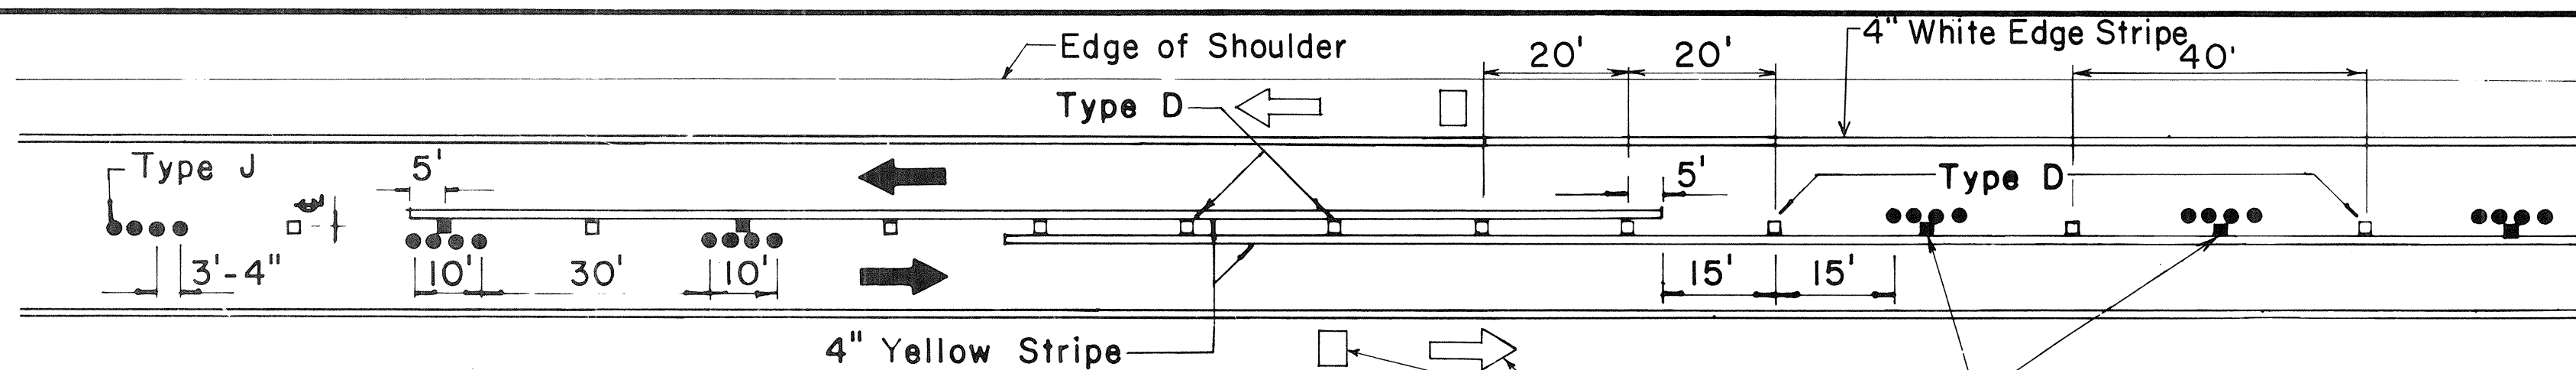 Edge of Shoulder
4" White Edge Stripe
20'
20'
40'
Type D
Type J
5'
5'
Type D
3'-4"
10'
30'
10'
15'
15'
4" Yellow Stripe